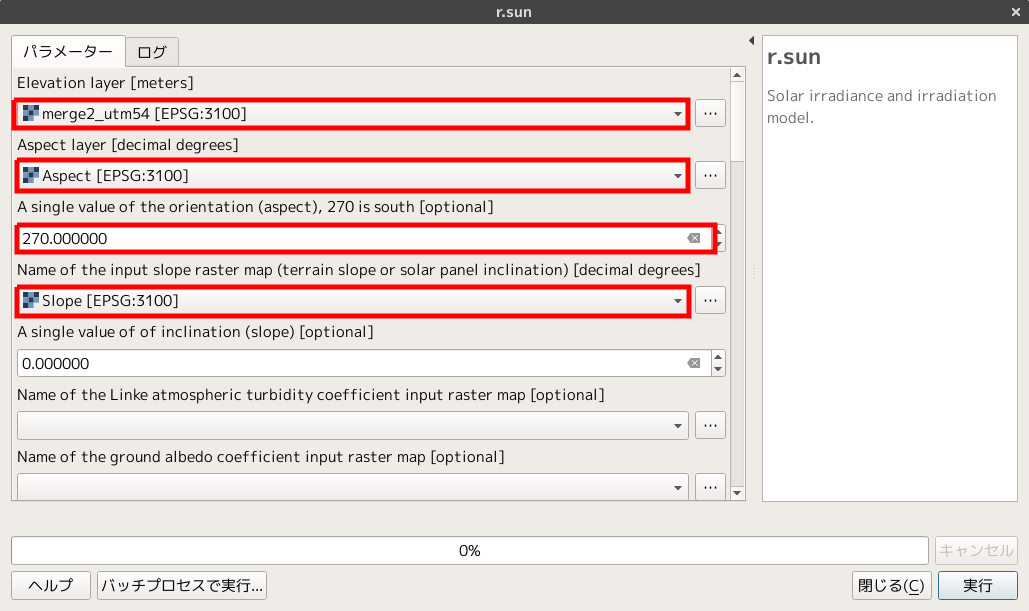 r.sun
パラメーター
ログ
Elevation layer [meters]
merge2_utm54 [EPSG:3100]
...
Aspect layer [decimal degrees]
Aspect [EPSG:3100]
...
A single value of the orientation (aspect), 270 is south [optional]
270.000000
Name of the input slope raster map (terrain slope or solar panel inclination) [decimal degrees]
Slope [EPSG:3100]
...
A single value of of inclination (slope) [optional]
0.000000
Name of the Linke atmospheric turbidity coefficient input raster map [optional]
...
Name of the ground albedo coefficient input raster map [optional]
...
r.sun
Solar irradiance and irradiation
model.
0%
キャンセル
ヘルプ
バッチプロセスで実行...
閉じる(C)
実行